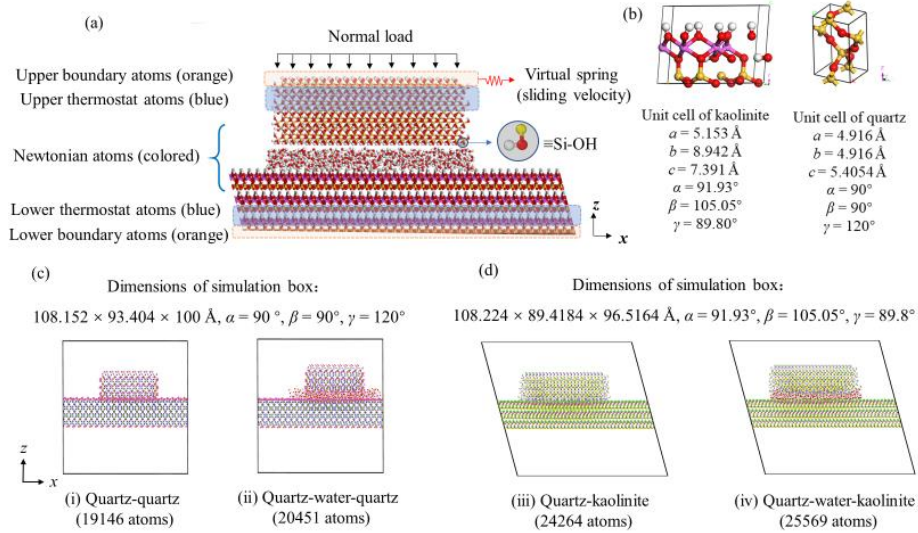 (a)
Normal load
Upper boundary atoms (orange)
Upper thermostat atoms (blue)
Virtual spring
(sliding velocity)
Newtonian atoms (colored)
≡Si-OH
Lower thermostat atoms (blue)
Lower boundary atoms (orange)
z
x
(b)
Unit cell of kaolinite
a = 5.153 Å
b = 8.942 Å
c = 7.391 Å
α = 91.93°
β = 105.05°
γ = 89.80°
Unit cell of quartz
a = 4.916 Å
b = 4.916 Å
c = 5.4054 Å
α = 90°
β = 90°
γ = 120°
(c)
Dimensions of simulation box:
108.152 × 93.404 × 100 Å, α = 90 °, β = 90°, γ = 120°
z
x
(i) Quartz-quartz
(19146 atoms)
(ii) Quartz-water-quartz
(20451 atoms)
(d)
Dimensions of simulation box:
108.224 × 89.4184 × 96.5164 Å, α = 91.93°, β = 105.05°, γ = 89.8°
(iii) Quartz-kaolinite
(24264 atoms)
(iv) Quartz-water-kaolinite
(25569 atoms)